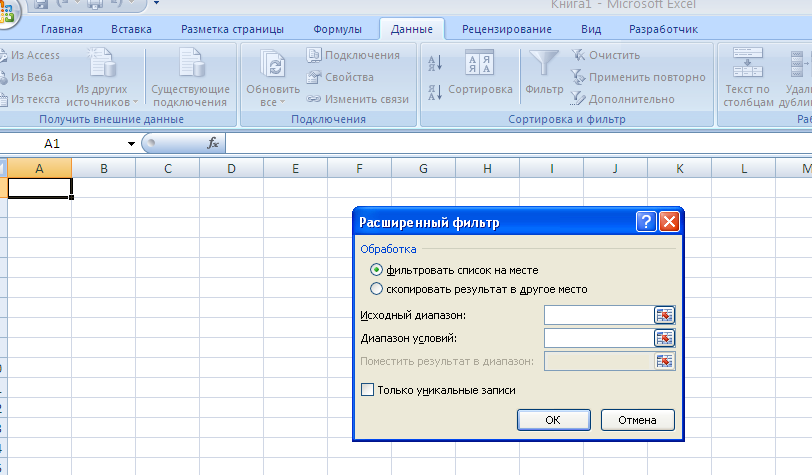 Книга1 - Microsoft Excel
Главная Вставка Разметка страницы Формулы Данные Рецензирование Вид Разработчик
Из Access
Из Веба
Из текста
Из других
источников
Существующие
подключения
Получить внешние данные
Обновить
все
Подключения
Свойства
Изменить связи
Подключения
А
Я
Я
А
А Я
Я А
Сортировка
Фильтр
Очистить
Применить повторно
Дополнительно
Сортировка и фильтр
Текст по
столбцам
A1 fx
A B C D E F G H I J K L M
Расширенный фильтр
Обработка
фильтровать список на месте
скопировать результат в другое место
Исходный диапазон:
Диапазон условий:
Поместить результат в диапазон:
Только уникальные записи
ОК Отмена